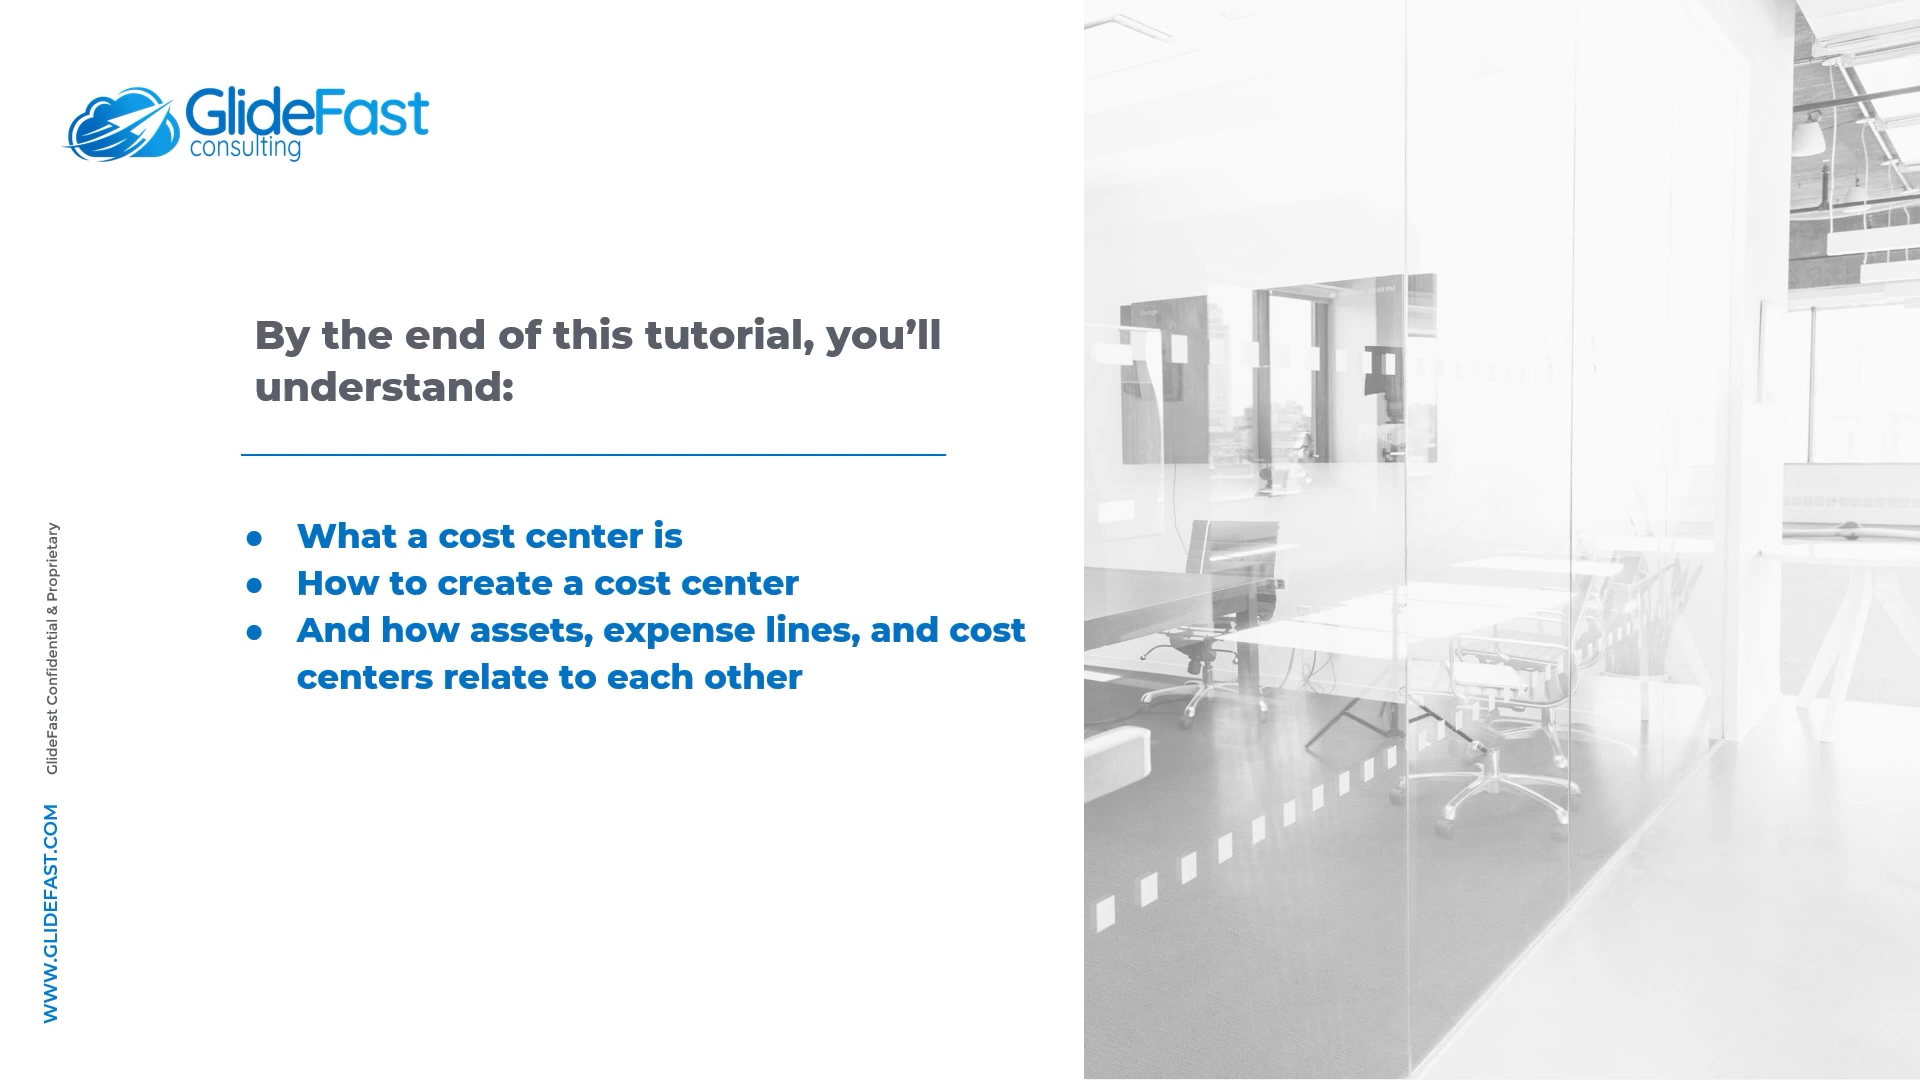 GlideFast
consulting
By the end of this tutorial, you’ll
understand:
● What a cost center is
● How to create a cost center
● And how assets, expense lines, and cost
centers relate to each other
WWW.GLIDEFAST.COM GlideFast Confidential & Proprietary
Google